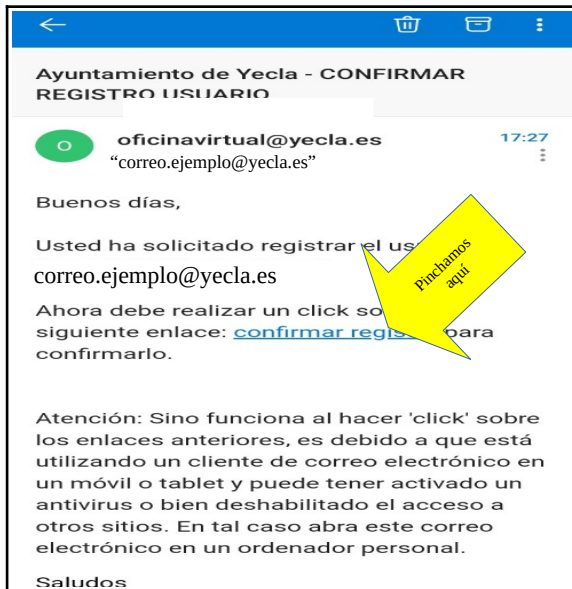 Ayuntamiento de Yecla - CONFIRMAR
REGISTRO USUARIO
O
oficinavirtual@yecla.es
17:27
“correo.ejemplo@yecla.es”
Buenos días,
Usted ha solicitado registrar el
correo.ejemplo@yecla.es
Pinchamos
aquí
Ahora debe realizar un click
siguiente enlace: confirmar para
confirmarlo.
Atención: Sino funciona al hacer 'click' sobre
los enlaces anteriores, es debido a que está
utilizando un cliente de correo electrónico en
un móvil o tablet y puede tener activado un
antivirus o bien deshabilitado el acceso a
otros sitios. En tal caso abra este correo
electrónico en un ordenador personal.
Saludos